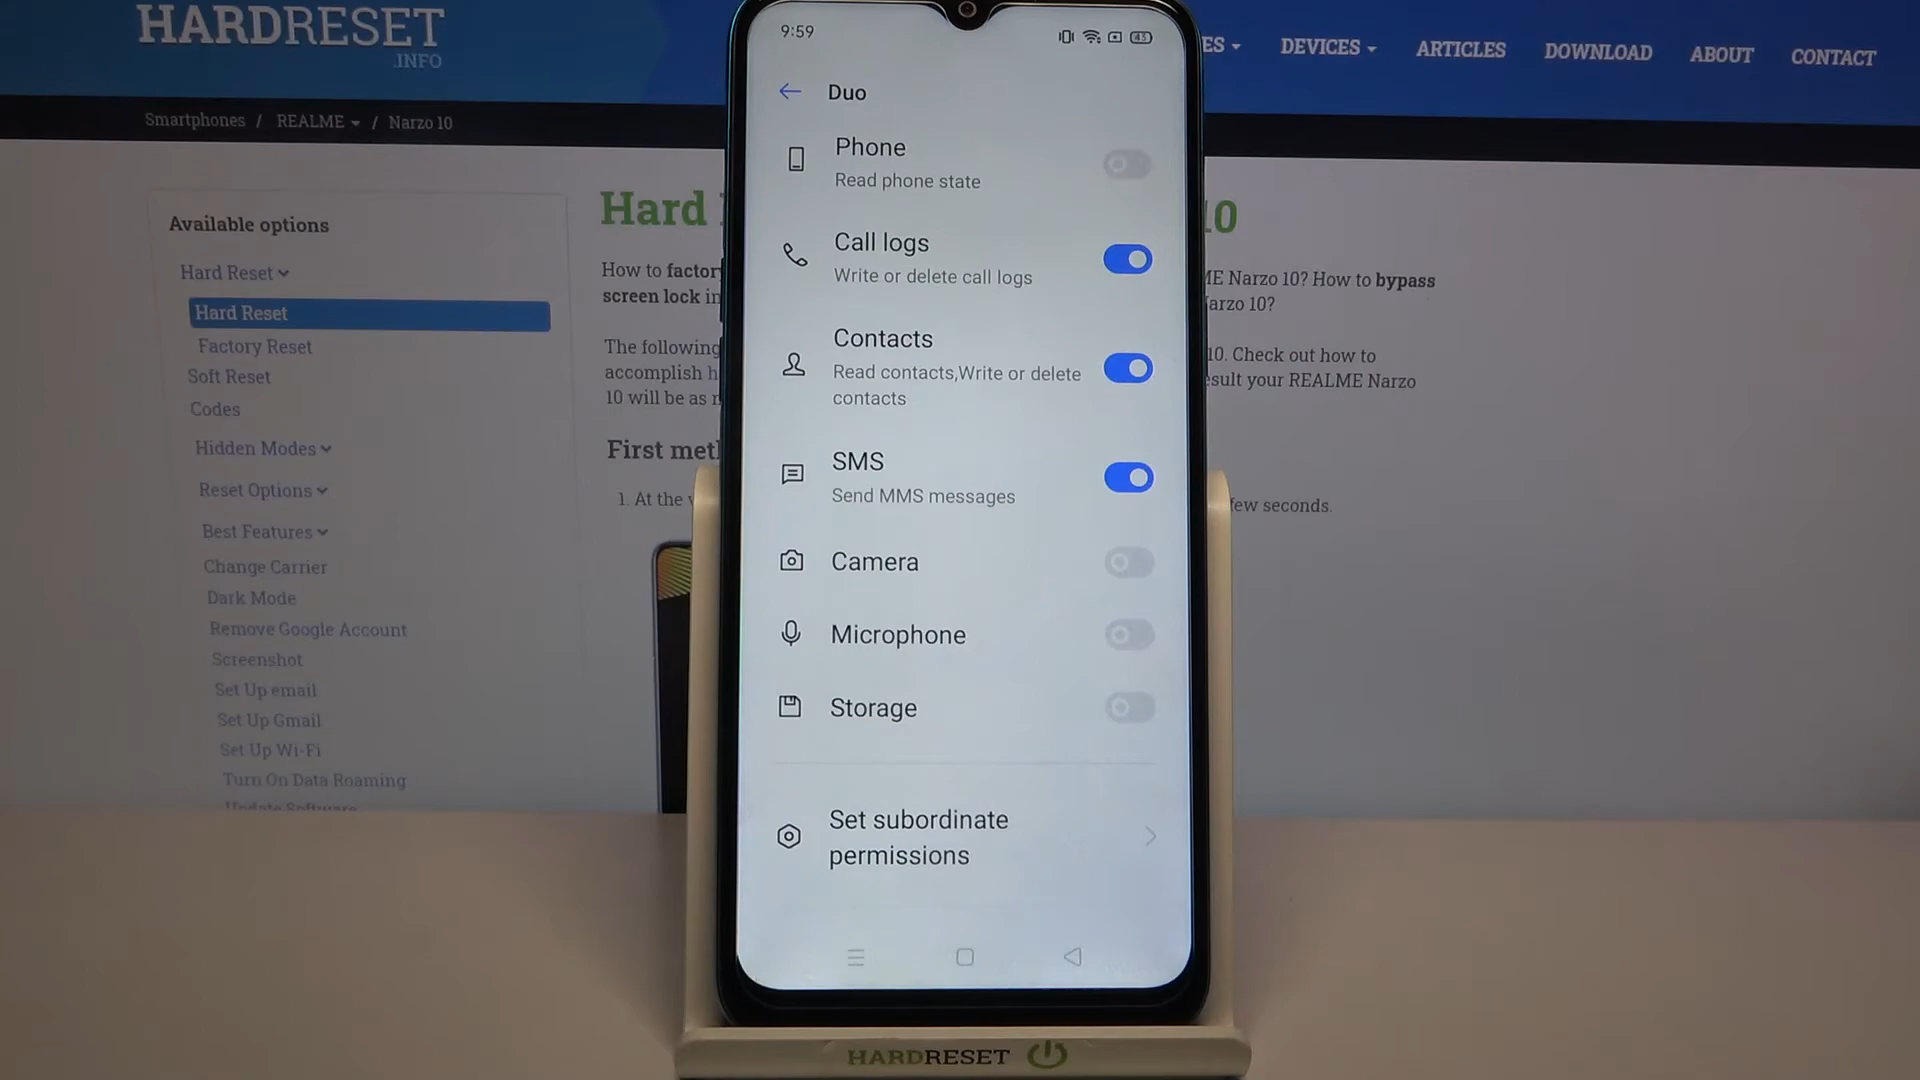 HARDRESET
.INFO
ES
DEVICES
ARTICLES
DOWNLOAD
ABOUT
CONTACT
Smartphones / REALME / Narzo 10
Available options
Hard Reset
Hard Reset
Factory Reset
Soft Reset
Codes
Hidden Modes
Reset Options
Best Features
Change Carrier
Dark Mode
Remove Google Account
Screenshot
Set Up email
Set Up Gmail
Set Up Wi-Fi
Turn On Data Roaming
Update Software
Hard
10
How to factor
ME Narzo 10? How to bypass
screen lock in
arzo 10?
The following
10. Check out how to
accomplish h
esult your REALME Narzo
10 will be as
First met
1. At the
few seconds.
9:59
45
Duo
Phone
Read phone state
Call logs
Write or delete call logs
Contacts
Read contacts,Write or delete
contacts
SMS
Send MMS messages
Camera
Microphone
Storage
Set subordinate
permissions
HARDRESET